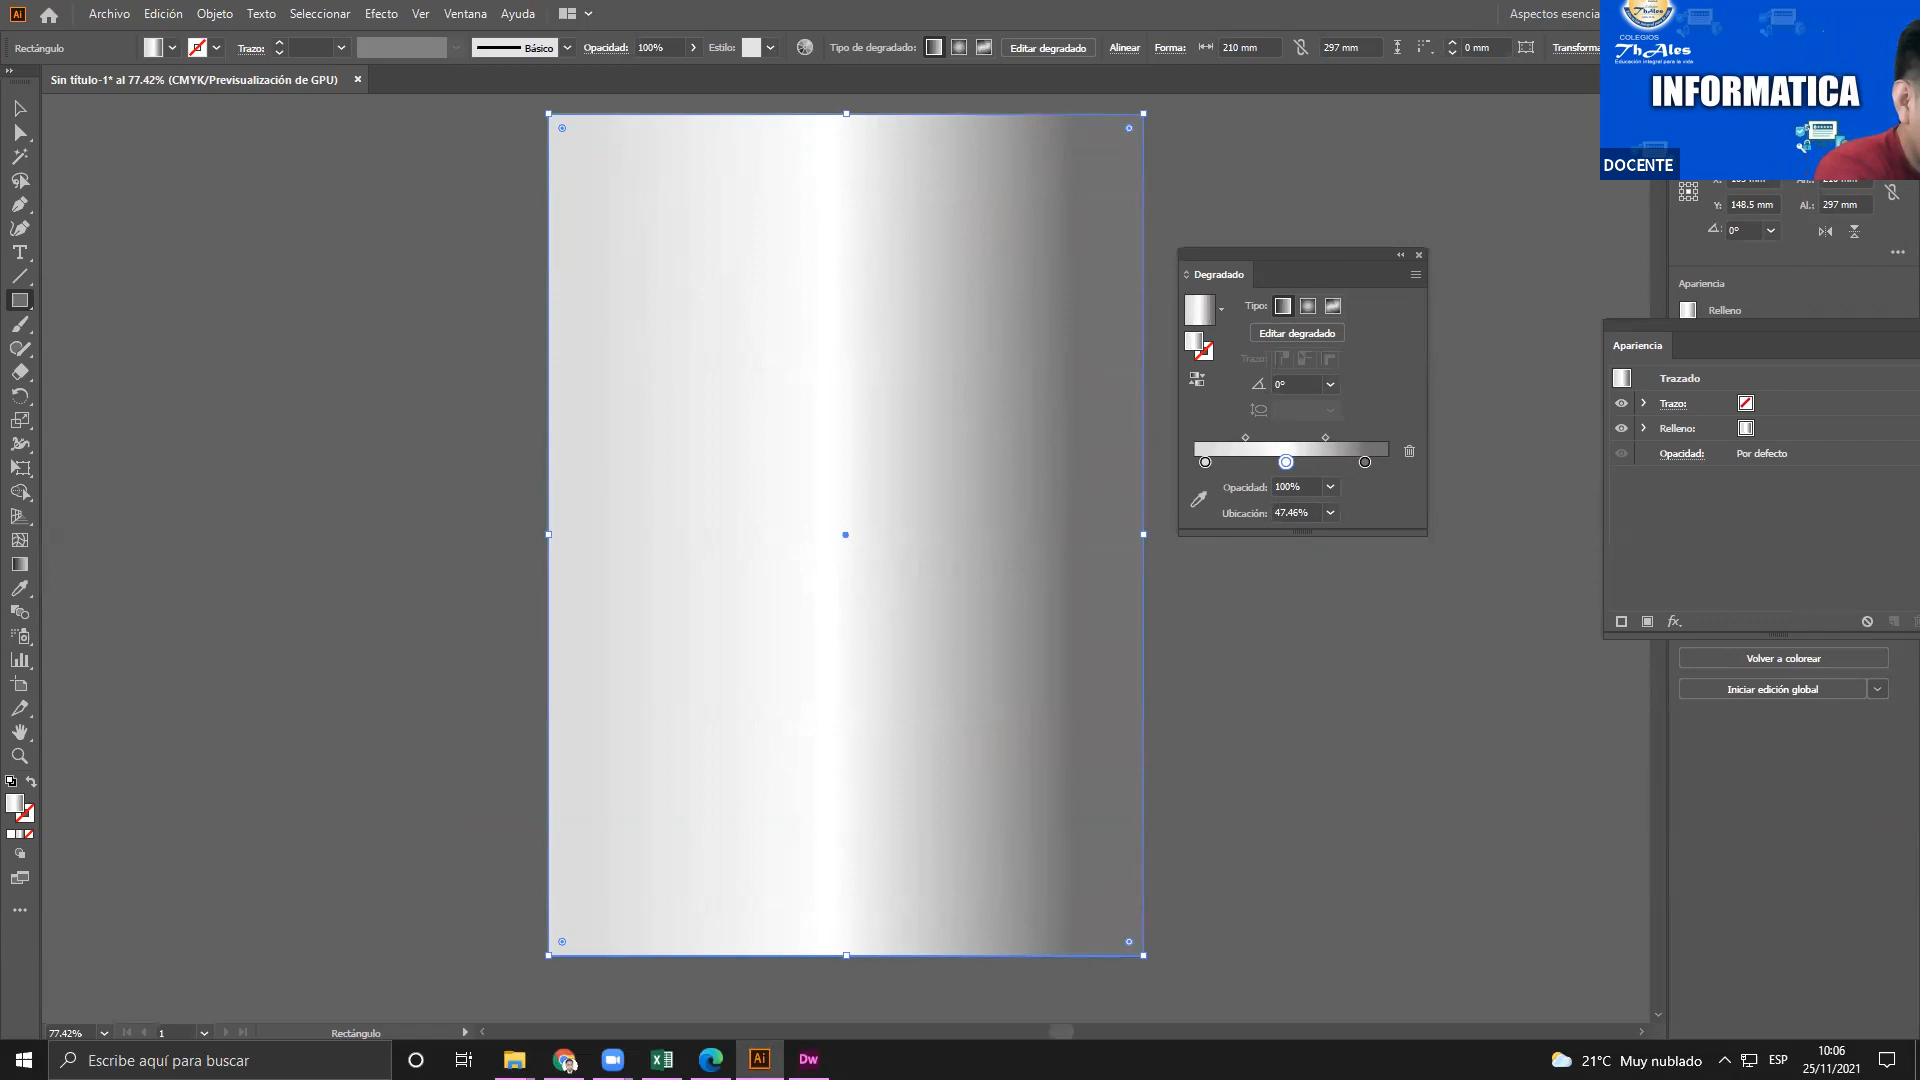 Ai Archivo Edición Objeto Texto Seleccionar Efecto Ver Ventana Ayuda Aspectos esencia
Rectángulo Trazo: Básico Opacidad: 100% Estilo: Tipo de degradado: Editar degradado Alinear Forma: 210 mm 297 mm 0 mm Transforma
Sin título-1* al 77.42% (CMYK/Previsualización de GPU) ×
COLEGIOS
ThAles
Educación integral para la vida
INFORMATICA
DOCENTE
Y: 148.5 mm Al.: 297 mm
0°
Apariencia
Relleno
Degradado
Tipo:
Editar degradado
Trazo:
0°
Opacidad: 100%
Ubicación: 47.46%
Apariencia
Trazado
Trazo:
Relleno:
Opacidad: Por defecto
fx.
Volver a colorear
Iniciar edición global
77.42% 1 Rectángulo
Escribe aquí para buscar
Ai Dw
21°C Muy nublado ESP
10:06
25/11/2021